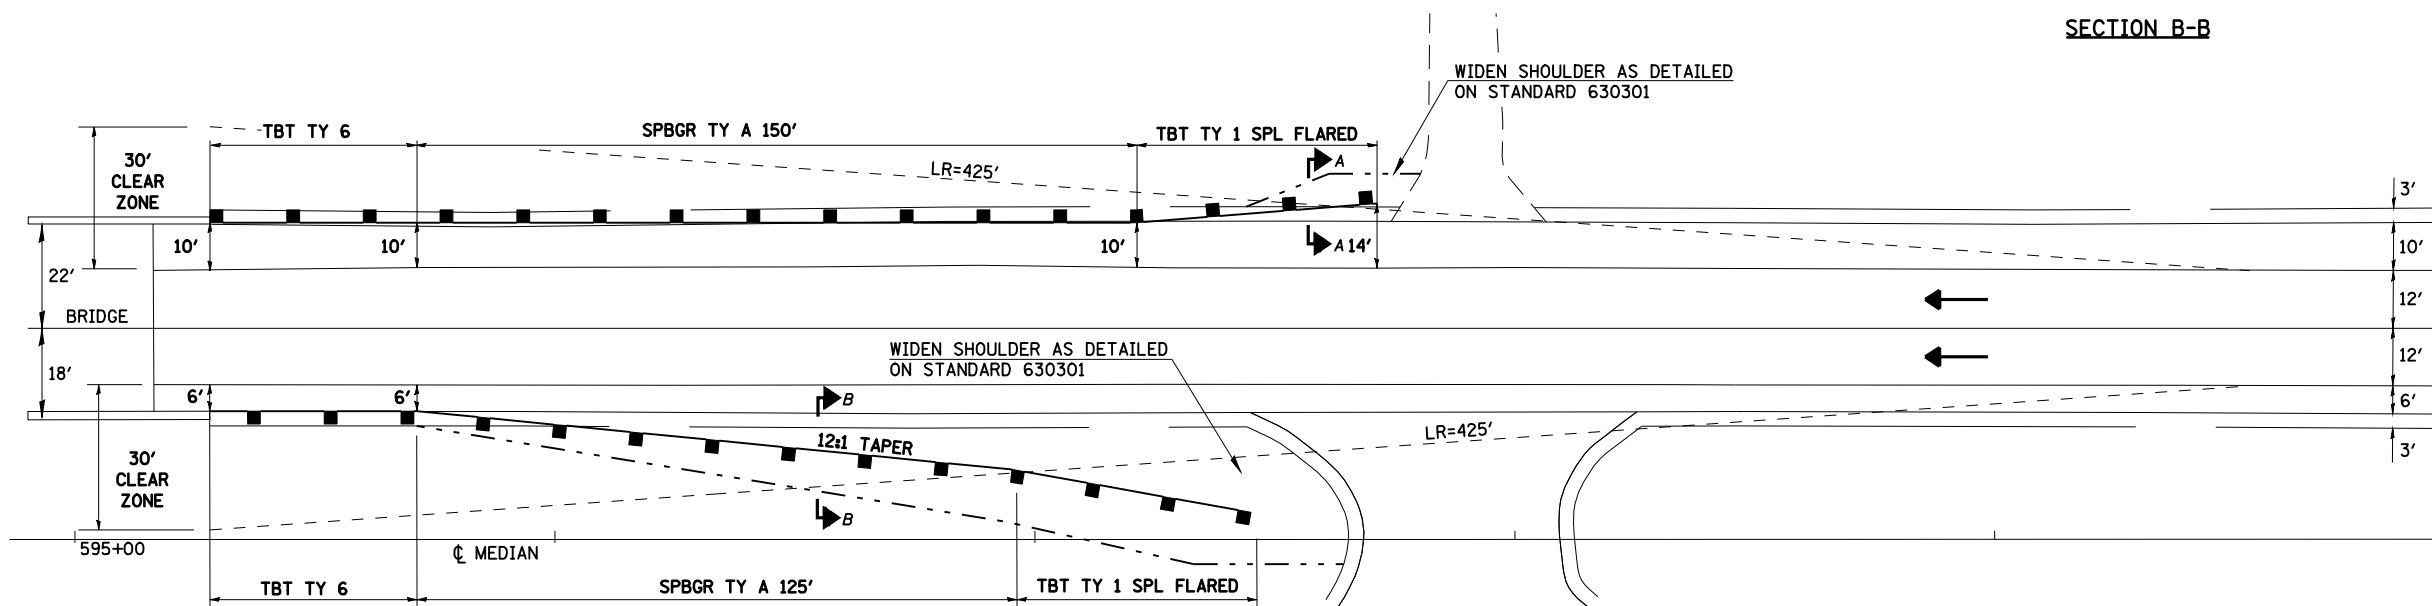 SECTION B-B
WIDEN SHOULDER AS DETAILED
ON STANDARD 630301
TBT TY 6
SPBGR TY A 150'
TBT TY 1 SPL FLARED
30'
CLEAR
ZONE
LR=425'
A
3'
10'
10'
10'
A 14'
10'
22'
12'
BRIDGE
WIDEN SHOULDER AS DETAILED
ON STANDARD 630301
12'
18'
6'
6'
B
6'
12:1 TAPER
LR=425'
3'
30'
CLEAR
ZONE
B
595+00
℄ MEDIAN
TBT TY 6
SPBGR TY A 125'
TBT TY 1 SPL FLARED